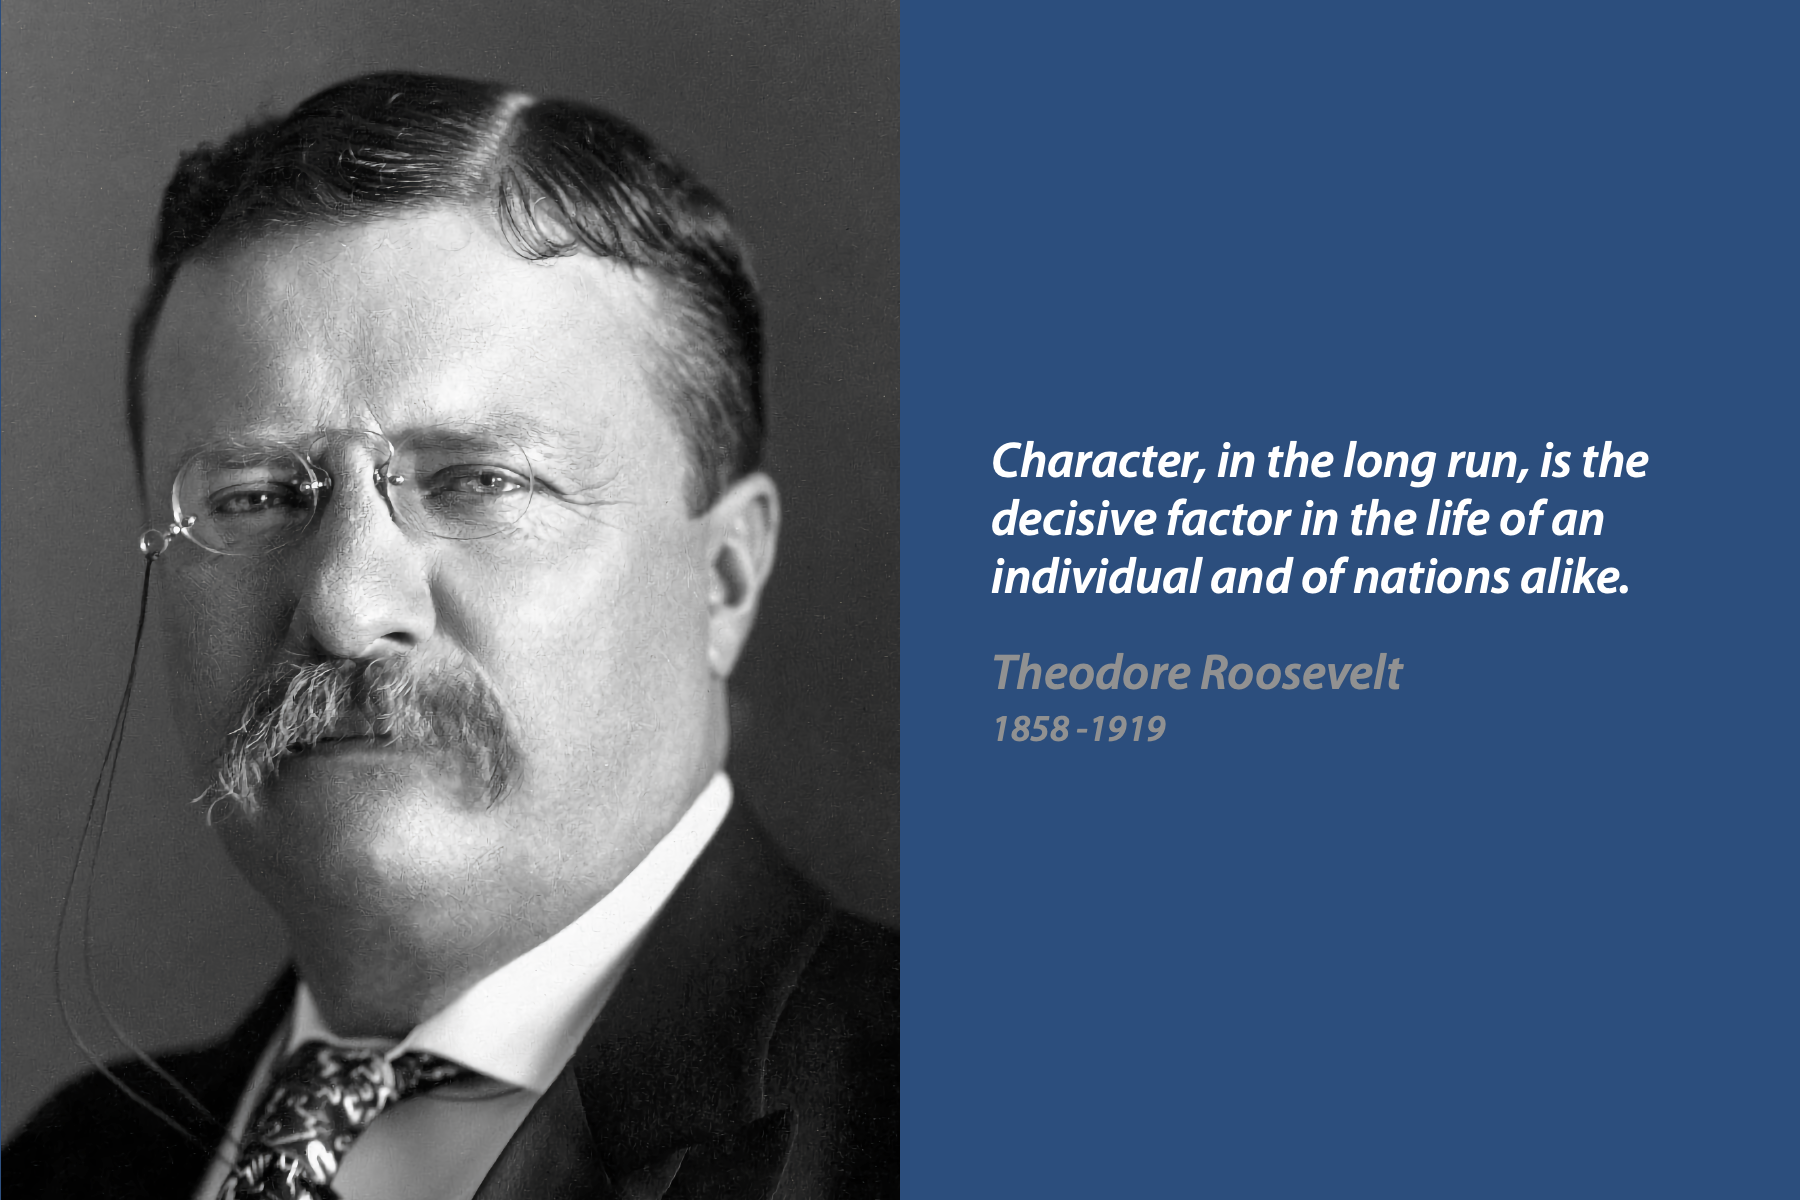 Character, in the long run, is the
decisive factor in the life of an
individual and of nations alike.
Theodore Roosevelt
1858 -1919